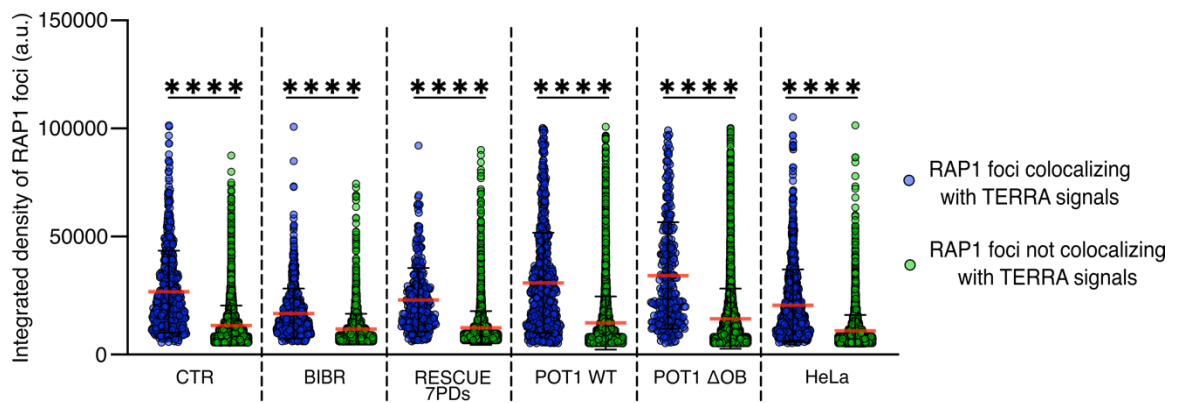 Integrated density of RAP1 foci (a.u.)
150000
100000
50000
0
**** **** **** **** **** ****
CTR
BIBR
RESCUE
7PDs
POT1 WT
POT1 ΔOB
HeLa
RAP1 foci colocalizing
with TERRA signals
RAP1 foci not colocalizing
with TERRA signals